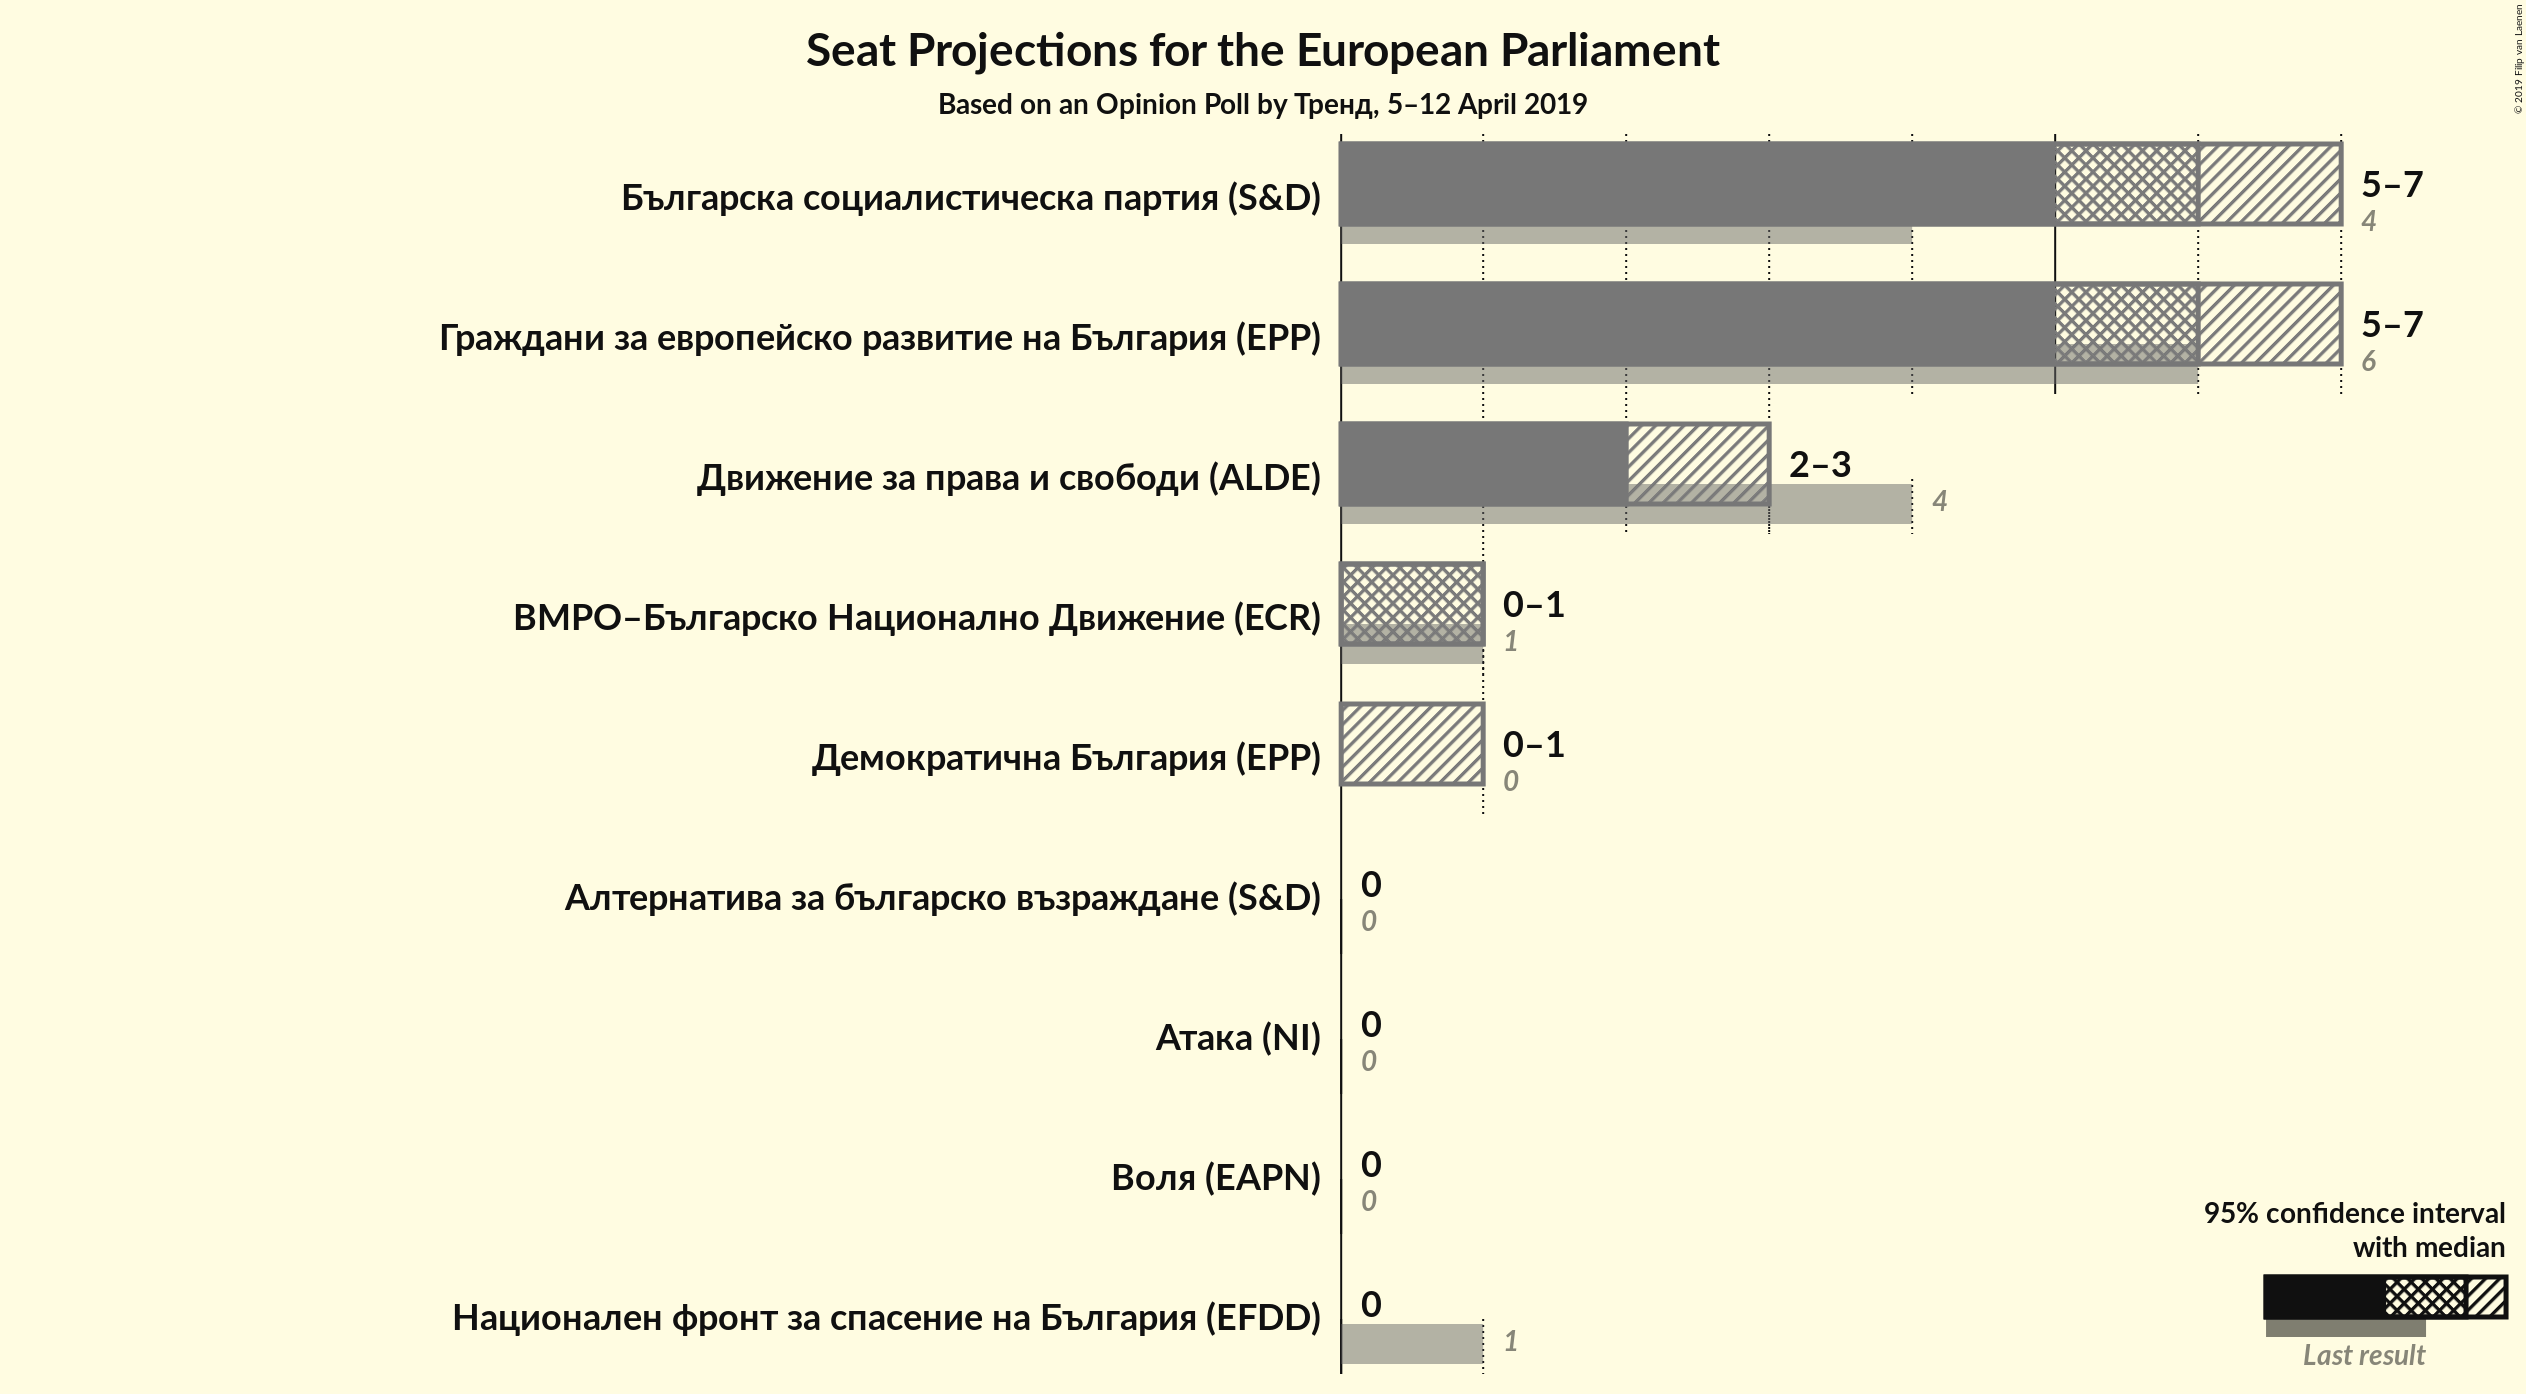 Seat Projections for the European Parliament
Based on an Opinion Poll by Тренд, 5–12 April 2019
© 2019 Filip van Laenen
Българска социалистическа партия (S&D)
5–7
4
Граждани за европейско развитие на България (EPP)
5–7
6
Движение за права и свободи (ALDE)
2–3
4
ВМРО–Българско Национално Движение (ECR)
0–1
1
Демократична България (EPP)
0–1
0
Алтернатива за българско възраждане (S&D)
0
0
Атака (NI)
0
0
Воля (EAPN)
0
0
Национален фронт за спасение на България (EFDD)
0
1
95% confidence interval
with median
Last result